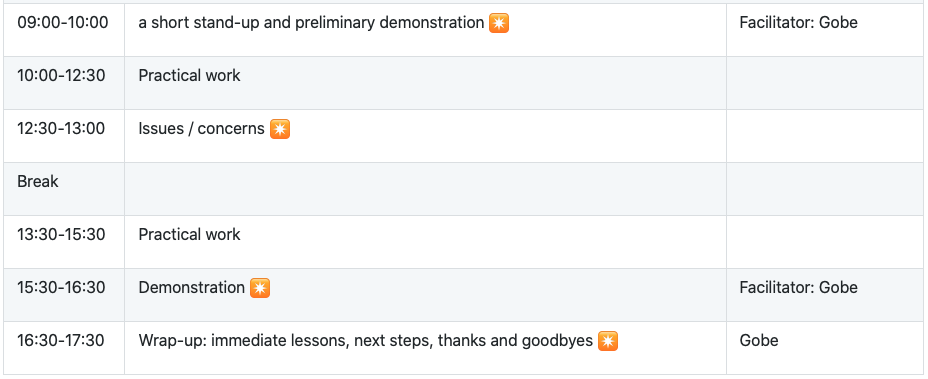 09:00-10:00 a short stand-up and preliminary demonstration 💥 Facilitator: Gobe
10:00-12:30 Practical work
12:30-13:00 Issues / concerns 💥
Break
13:30-15:30 Practical work
15:30-16:30 Demonstration 💥 Facilitator: Gobe
16:30-17:30 Wrap-up: immediate lessons, next steps, thanks and goodbyes 💥 Gobe